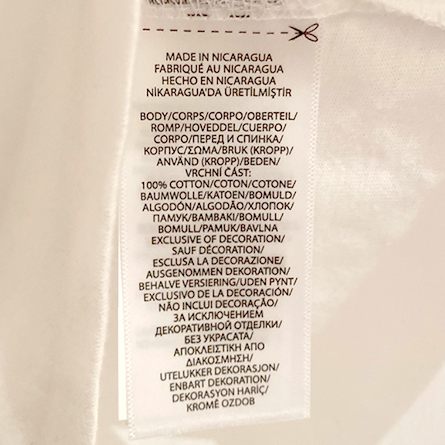 MADE IN NICARAGUA
FABRIQUÉ AU NICARAGUA
HECHO EN NICARAGUA
NİKARAGUA'DA ÜRETİLMİŞTİR
BODY/CORPS/CORPO/OBERTEIL/
ROMP/HOVEDDEL/CUERPO/
CORPO/ПЕРЕД И СПИНКА/
КОРПУС/ΣΩΜΑ/BRUK (KROPP)/
ANVÄND (KROPP)/BEDEN/
VRCHNÍ ČÁST:
100% COTTON/COTON/COTONE/
BAUMWOLLE/KATOEN/BOMULD/
ALGODÓN/ALGODÃO/ХЛОПОК/
ПАМУК/ΒΑΜΒΑΚΙ/BOMULL/
BOMULL/PAMUK/BAVLNA
EXCLUSIVE OF DECORATION/
SAUF DÉCORATION/
ESCLUSA LA DECORAZIONE/
AUSGENOMMEN DEKORATION/
BEHALVE VERSIERING/UDEN PYNT/
EXCLUSIVO DE LA DECORACIÓN/
NÃO INCLUI DECORAÇÃO/
ЗА ИСКЛЮЧЕНИЕМ
ДЕКОРАТИВНОЙ ОТДЕЛКИ/
БЕЗ УКРАСАТА/
ΑΠΟΚΛΕΙΣΤΙΚΗ ΑΠΟ
ΔΙΑΚΟΣΜΗΣΗ/
UTELUKKER DEKORASJON/
ENBART DEKORATION/
DEKORASYON HARİÇ/
KROMĚ OZDOB